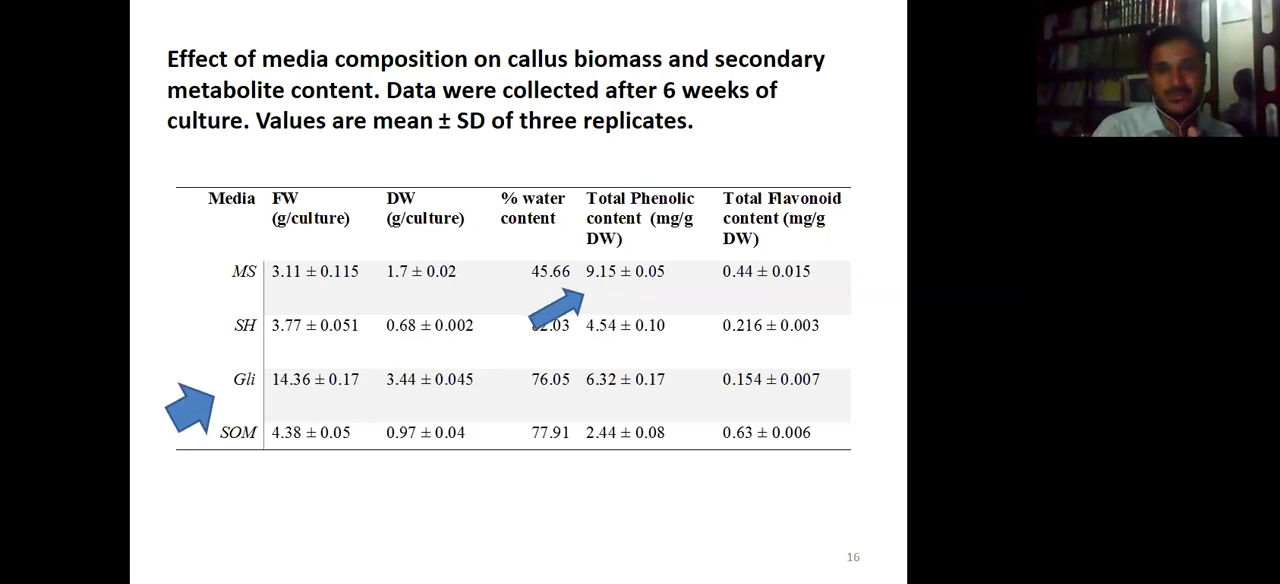 Effect of media composition on callus biomass and secondary
metabolite content. Data were collected after 6 weeks of
culture. Values are mean ± SD of three replicates.
Media FW (g/culture) DW (g/culture) % water content Total Phenolic content (mg/g DW) Total Flavonoid content (mg/g DW)
MS 3.11 ± 0.115 1.7 ± 0.02 45.66 9.15 ± 0.05 0.44 ± 0.015
SH 3.77 ± 0.051 0.68 ± 0.002 2.03 4.54 ± 0.10 0.216 ± 0.003
Gli 14.36 ± 0.17 3.44 ± 0.045 76.05 6.32 ± 0.17 0.154 ± 0.007
SOM 4.38 ± 0.05 0.97 ± 0.04 77.91 2.44 ± 0.08 0.63 ± 0.006
16